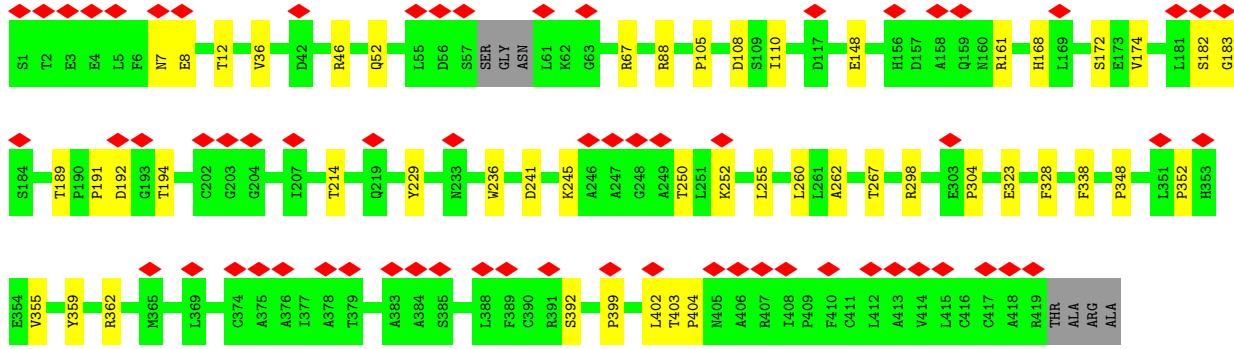 S1 T2 E3 E4 L5 F6 N7 E8 T12 V36 D42 R46 Q52 L55 D56 S57 SER GLY ASN L61 K62 G63 R67 R88 P105 D108 S109 I110 D117 E148 H156 D157 A158 Q159 N160 R161 H168 L169 S172 E173 V174 L181 S182 G183
S184 T189 P190 P191 D192 G193 T194 C202 G203 G204 I207 T214 Q219 Y229 N233 W236 D241 K245 A246 A247 G248 A249 T250 L251 K252 L255 L260 L261 A262 T267 R298 E303 P304 E323 F328 F338 P348 L351 P352 H353
E354 V355 Y359 R362 M365 L369 C374 A375 A376 I377 A378 T379 A383 A384 S385 L388 F389 C390 R391 S392 P399 L402 T403 P404 N405 A406 R407 I408 P409 F410 C411 L412 A413 V414 L415 C416 C417 A418 R419 THR ALA ARG ALA